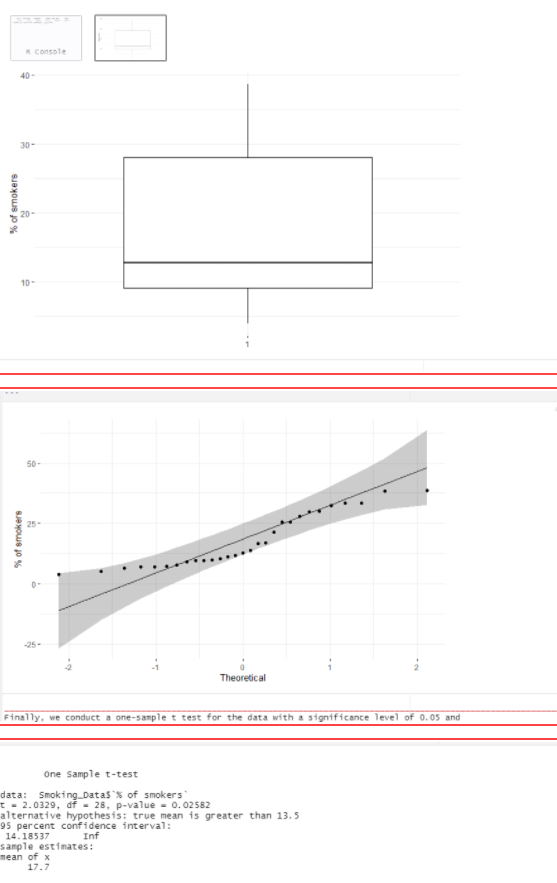 R Console
40
30
20
10
% of smokers
1
50
25
0
-25
% of smokers
-2 -1 0 1 2
Theoretical
Finally, we conduct a one-sample t test for the data with a significance level of 0.05 and
One Sample t-test
data:  Smoking_Data$`% of smokers`
t = 2.0329, df = 28, p-value = 0.02582
alternative hypothesis: true mean is greater than 13.5
95 percent confidence interval:
14.18537      Inf
sample estimates:
mean of x
17.7